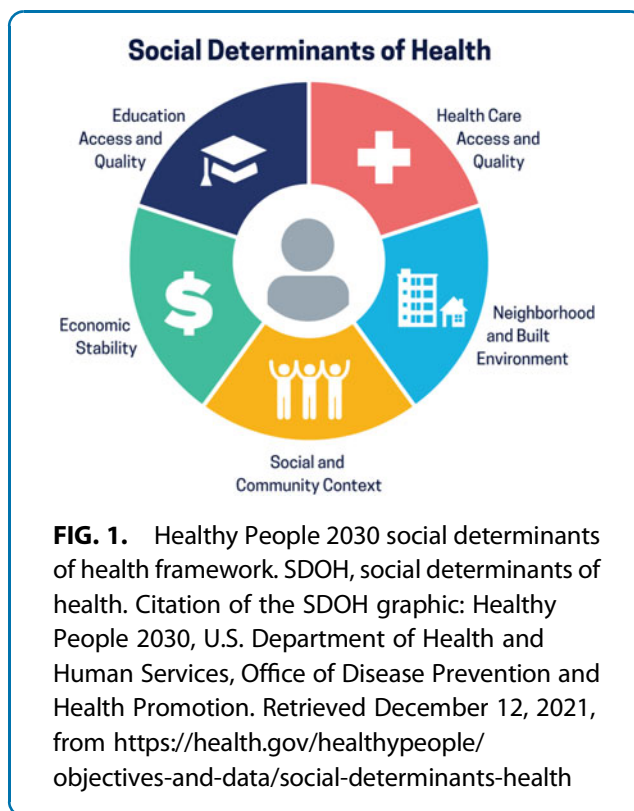 Social Determinants of Health
Education
Access and
Quality
Health Care
Access and
Quality
$
Economic
Stability
Neighborhood
and Built
Environment
Social and
Community Context
FIG. 1. Healthy People 2030 social determinants
of health framework. SDOH, social determinants of
health. Citation of the SDOH graphic: Healthy
People 2030, U.S. Department of Health and
Human Services, Office of Disease Prevention and
Health Promotion. Retrieved December 12, 2021,
from https://health.gov/healthypeople/
objectives-and-data/social-determinants-health